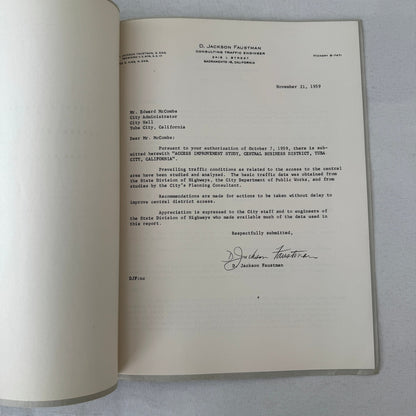 D. JACKSON FAUSTMAN
CONSULTING TRAFFIC ENGINEER
2415 L STREET
SACRAMENTO 16, CALIFORNIA
November 21, 1959
Mr. Edward McCombs
City Administrator
City Hall
Yuba City, California
Dear Mr. McCombs;
Pursuant to your authorization of October 7, 1959, there is sub-
mitted herewith "ACCESS IMPROVEMENT STUDY, CENTRAL BUSINESS DISTRICT, YUBA
CITY, CALIFORNIA".
Prevailing traffic conditions as related to the access to the central
area have been studied and analyzed. The basic traffic data was obtained from
the State Division of Highways, the City Department of Public Works, and from
studies by the City's Planning Consultant.
Recommendations are made for actions to be taken without delay to
improve central district access.
Appreciation is expressed to the City staff and to engineers of
the State Division of Highways who made available much of the data used in
this report.
Respectfully submitted,
D. Jackson Faustman
D Jackson Faustman
DJF: